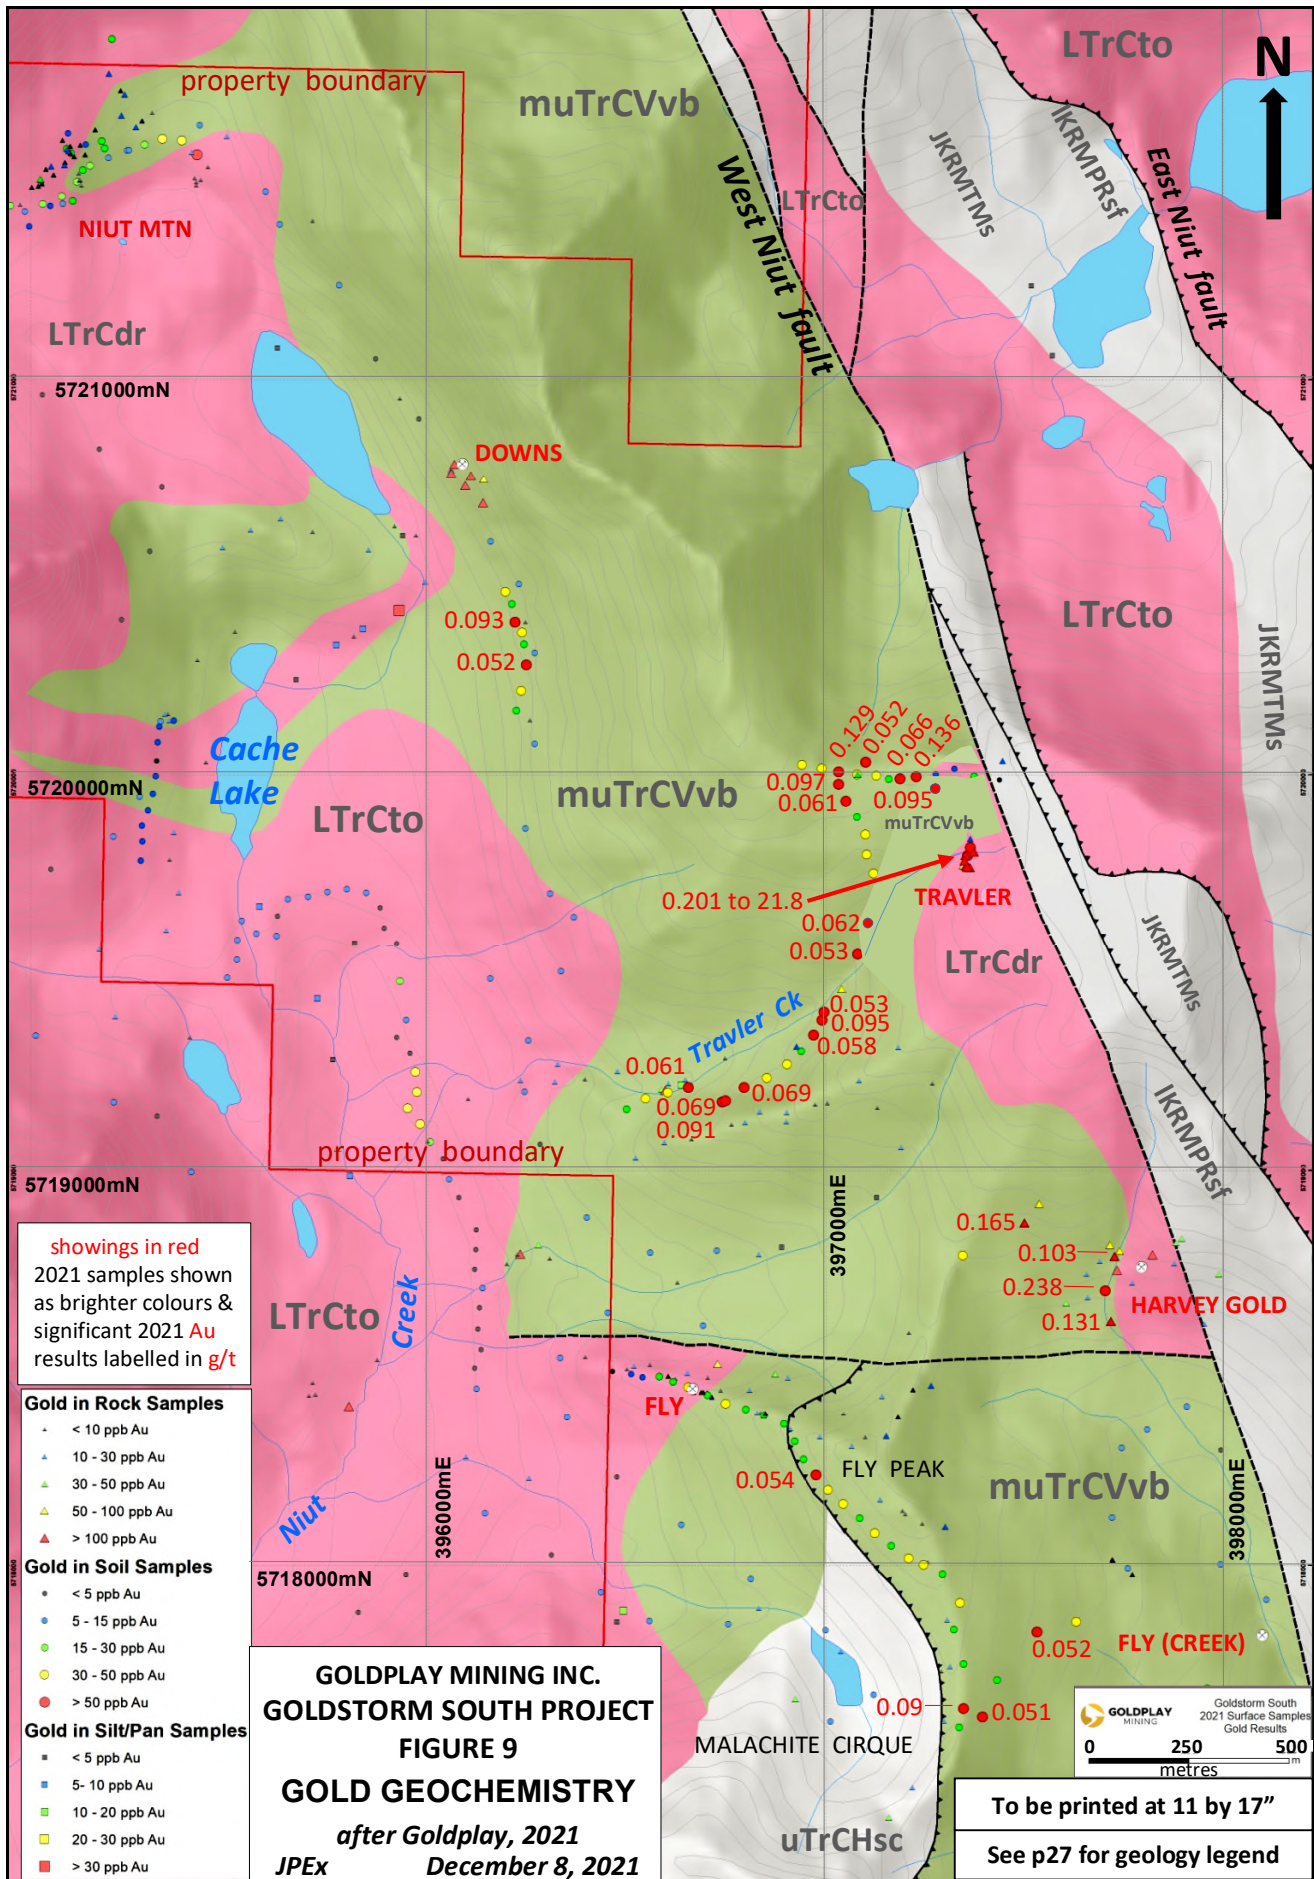 LTrCto
N
property boundary
muTrCVvb
JKRMTMs
IKRMPRsf
West Niut fault
LTrCto
East Niut fault
NIUT MTN
LTrCdr
5721000mN
5721000
5721000
DOWNS
LTrCto
JKRMTMs
0.093
0.052
0.129
0.052
0.066
0.136
Cache
Lake
5720000mN
5720000
5720000
LTrCto
muTrCVvb
0.097
0.061
0.095
muTrCVvb
0.201 to 21.8
TRAVLER
0.062
0.053
LTrCdr
JKRMTMs
Travler Ck
0.053
0.095
0.058
0.061
0.069
0.069
0.091
IKRMPRsf
property boundary
5719000mN
5719000
5719000
397000mE
0.165
0.103
0.238
0.131
HARVEY GOLD
showings in red
2021 samples shown
as brighter colours &
significant 2021 Au
results labelled in g/t
LTrCto
Creek
Niut
FLY
0.054
FLY PEAK
muTrCVvb
396000mE
398000mE
5718000mN
5718000
5718000
0.052
FLY (CREEK)
0.09
0.051
MALACHITE CIRQUE
uTrCHsc
Gold in Rock Samples
< 10 ppb Au
10 - 30 ppb Au
30 - 50 ppb Au
50 - 100 ppb Au
> 100 ppb Au
Gold in Soil Samples
< 5 ppb Au
5 - 15 ppb Au
15 - 30 ppb Au
30 - 50 ppb Au
> 50 ppb Au
Gold in Silt/Pan Samples
< 5 ppb Au
5- 10 ppb Au
10 - 20 ppb Au
20 - 30 ppb Au
> 30 ppb Au
GOLDPLAY MINING INC.
GOLDSTORM SOUTH PROJECT
FIGURE 9
GOLD GEOCHEMISTRY
after Goldplay, 2021
JPEx December 8, 2021
GOLDPLAY
MINING
Goldstorm South
2021 Surface Samples
Gold Results
0 250 500
m
metres
To be printed at 11 by 17”
See p27 for geology legend